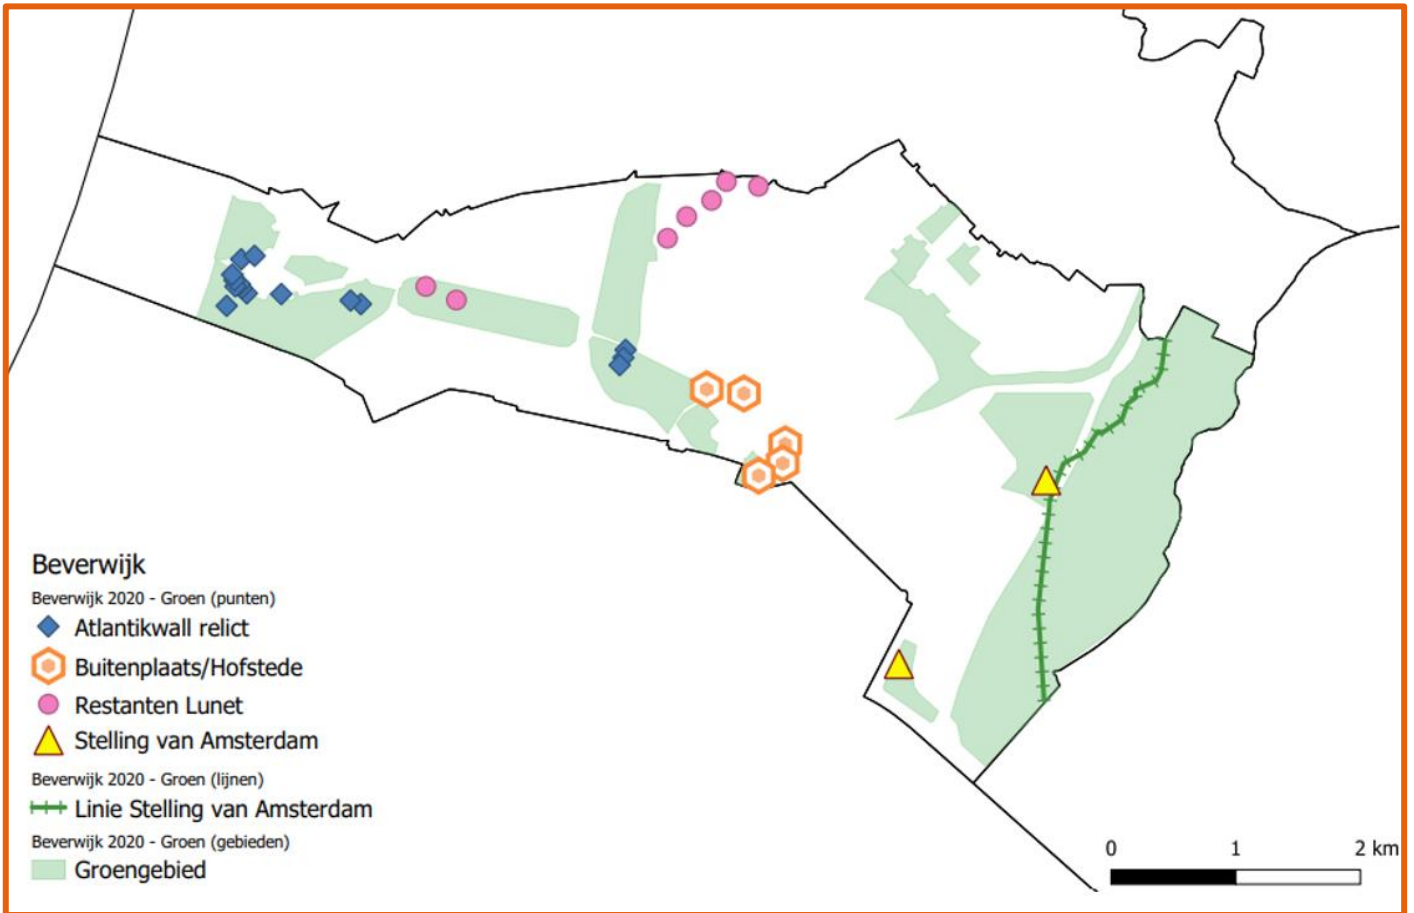 Beverwijk
Beverwijk 2020 - Groen (punten)
Atlantikwall relict
Buitenplaats/Hofstede
Restanten Lunet
Stelling van Amsterdam
Beverwijk 2020 - Groen (lijnen)
Linie Stelling van Amsterdam
Beverwijk 2020 - Groen (gebieden)
Groengebied
0 1 2 km